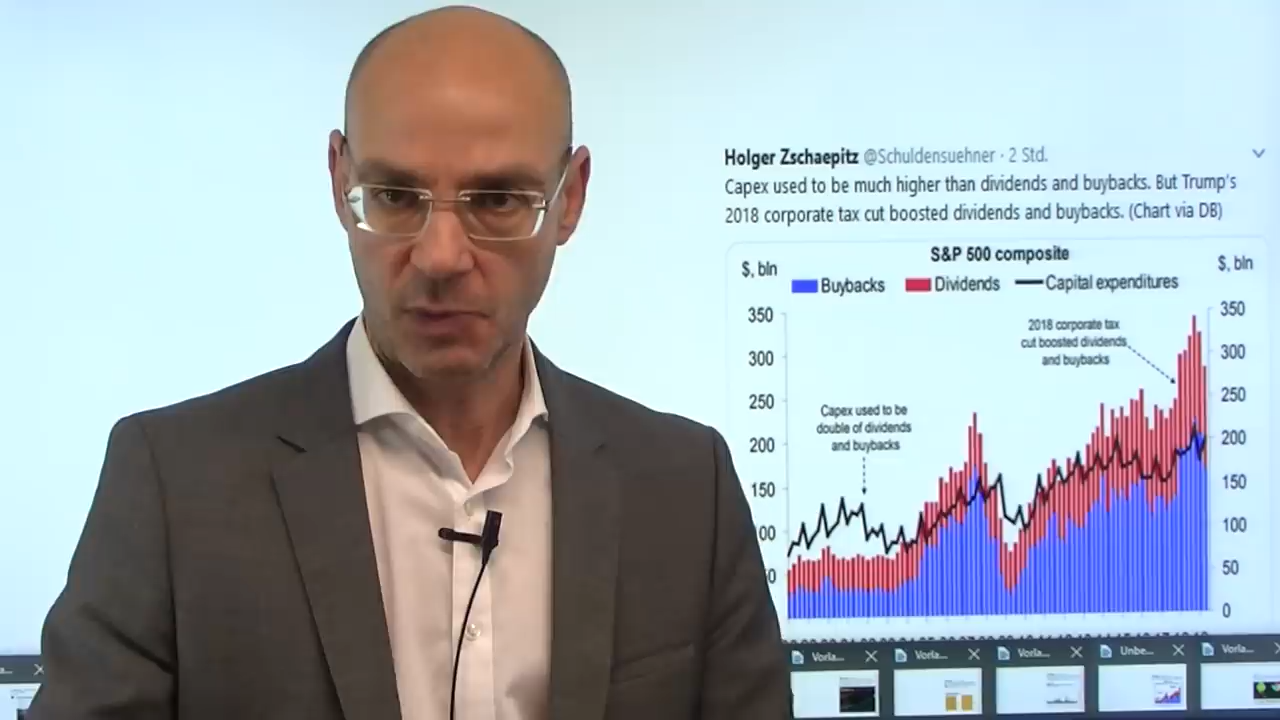 Holger Zschaepitz @Schuldensuehner · 2 Std.
Capex used to be much higher than dividends and buybacks. But Trump's
2018 corporate tax cut boosted dividends and buybacks. (Chart via DB)
S&P 500 composite
$, bln
$, bln
Buybacks
Dividends
Capital expenditures
350
300
250
200
150
00
0
350
300
250
200
150
100
50
0
2018 corporate tax
cut boosted dividends
and buybacks
Capex used to be
double of dividends
and buybacks
Vorla...
Vorla...
Vorla...
Unbe...
Vorla...